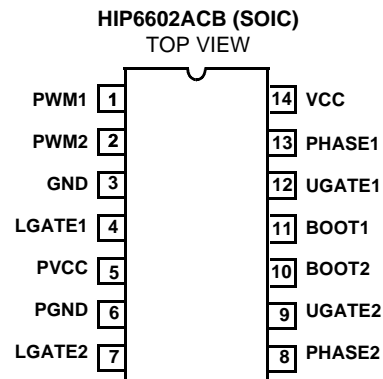 HIP6602ACB (SOIC)
TOP VIEW
PWM1 1 14 VCC
PWM2 2 13 PHASE1
GND 3 12 UGATE1
LGATE1 4 11 BOOT1
PVCC 5 10 BOOT2
PGND 6 9 UGATE2
LGATE2 7 8 PHASE2